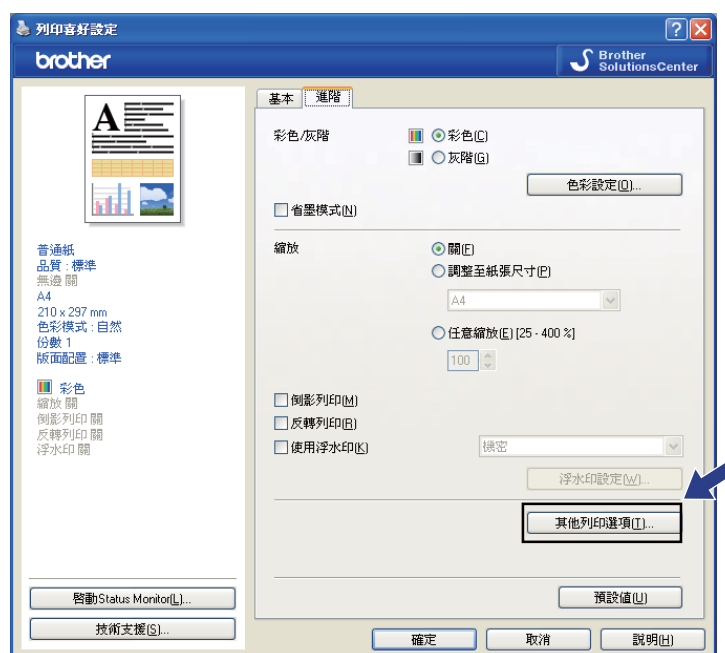 列印喜好設定
brother
Brother
SolutionsCenter
基本 進階
A
普通紙
品質 : 標準
無邊 關
A4
210 x 297 mm
色彩模式 : 自然
份數 1
版面配置 : 標準
彩色
縮放 關
倒影列印 關
反轉列印 關
浮水印 關
啓動Status Monitor(L)...
技術支援(S)...
彩色/灰階
彩色(C)
灰階(G)
色彩設定(O)...
省墨模式(N)
縮放
關(F)
調整至紙張尺寸(P)
A4
任意縮放(E) [25 - 400 %]
100
倒影列印(M)
反轉列印(R)
使用浮水印(K) 機密
浮水印設定(W)...
其他列印選項(T)...
預設值(U)
確定 取消 說明(H)